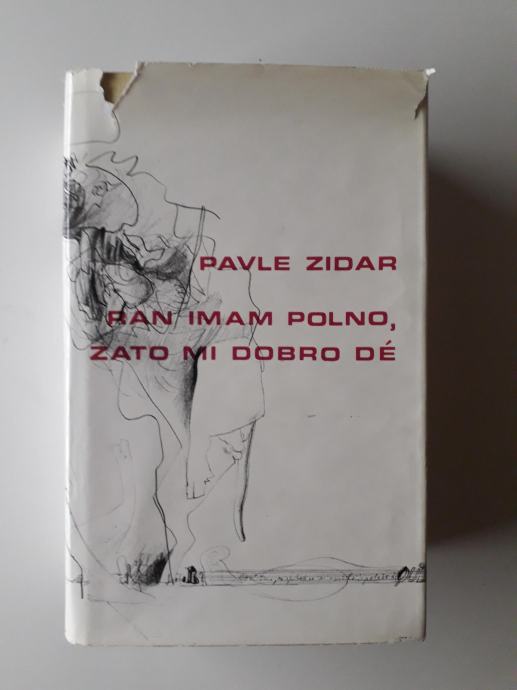 PAVLE ZIDAR
RAN IMAM POLNO,
ZATO MI DOBRO DÉ